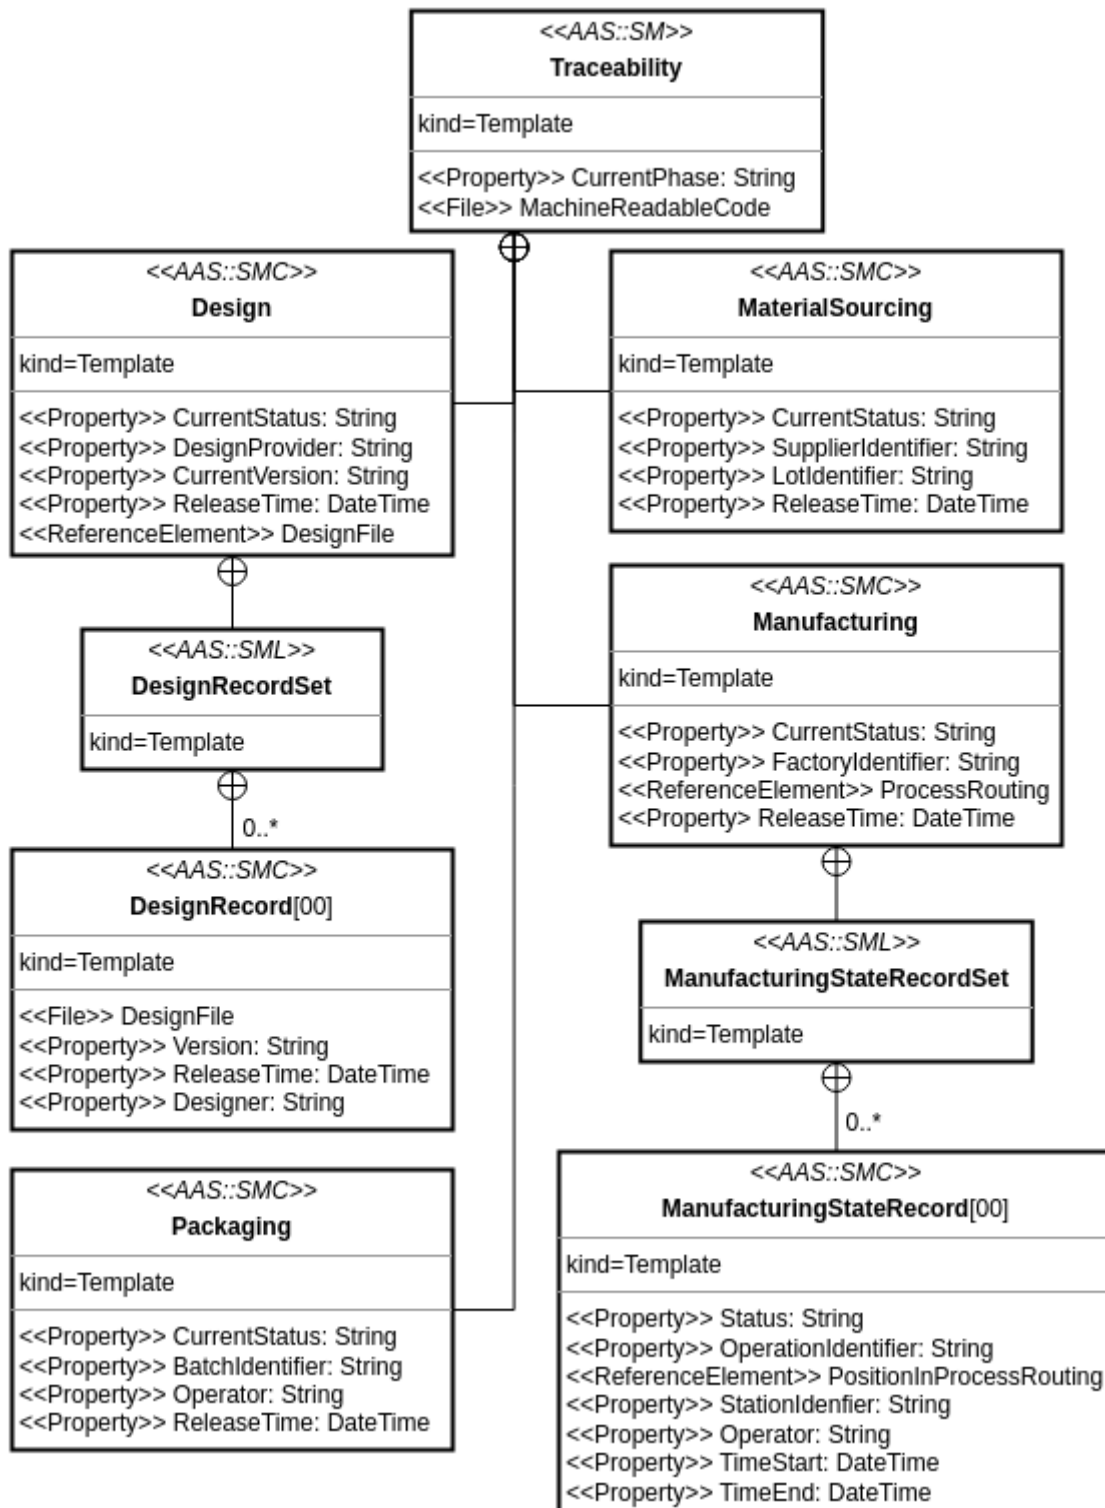 <<AAS::SM>>
Traceability
kind=Template
<<Property>> CurrentPhase: String
<<File>> MachineReadableCode
<<AAS::SMC>>
Design
kind=Template
<<Property>> CurrentStatus: String
<<Property>> DesignProvider: String
<<Property>> CurrentVersion: String
<<Property>> ReleaseTime: DateTime
<<ReferenceElement>> DesignFile
<<AAS::SMC>>
MaterialSourcing
kind=Template
<<Property>> CurrentStatus: String
<<Property>> SupplierIdentifier: String
<<Property>> LotIdentifier: String
<<Property>> ReleaseTime: DateTime
<<AAS::SML>>
DesignRecordSet
kind=Template
0..*
<<AAS::SMC>>
Manufacturing
kind=Template
<<Property>> CurrentStatus: String
<<Property>> FactoryIdentifier: String
<<ReferenceElement>> ProcessRouting
<<Property> ReleaseTime: DateTime
<<AAS::SMC>>
DesignRecord[00]
kind=Template
<<File>> DesignFile
<<Property>> Version: String
<<Property>> ReleaseTime: DateTime
<<Property>> Designer: String
<<AAS::SML>>
ManufacturingStateRecordSet
kind=Template
0..*
<<AAS::SMC>>
Packaging
kind=Template
<<Property>> CurrentStatus: String
<<Property>> BatchIdentifier: String
<<Property>> Operator: String
<<Property>> ReleaseTime: DateTime
<<AAS::SMC>>
ManufacturingStateRecord[00]
kind=Template
<<Property>> Status: String
<<Property>> OperationIdentifier: String
<<ReferenceElement>> PositionInProcessRouting
<<Property>> StationIdenfier: String
<<Property>> Operator: String
<<Property>> TimeStart: DateTime
<<Property>> TimeEnd: DateTime